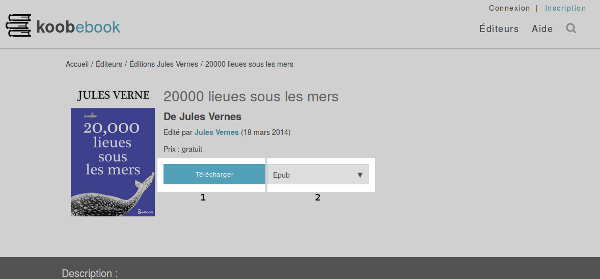 Connexion | Inscription
koobebook
Éditeurs Aide
Accueil / Éditeurs / Éditions Jules Vernes / 20000 lieues sous les mers
JULES VERNE
20,000
lieues
sous
les mers
20000 lieues sous les mers
De Jules Vernes
Edité par Jules Vernes (18 mars 2014)
Prix : gratuit
Télécharger Epub
1 2
Description :